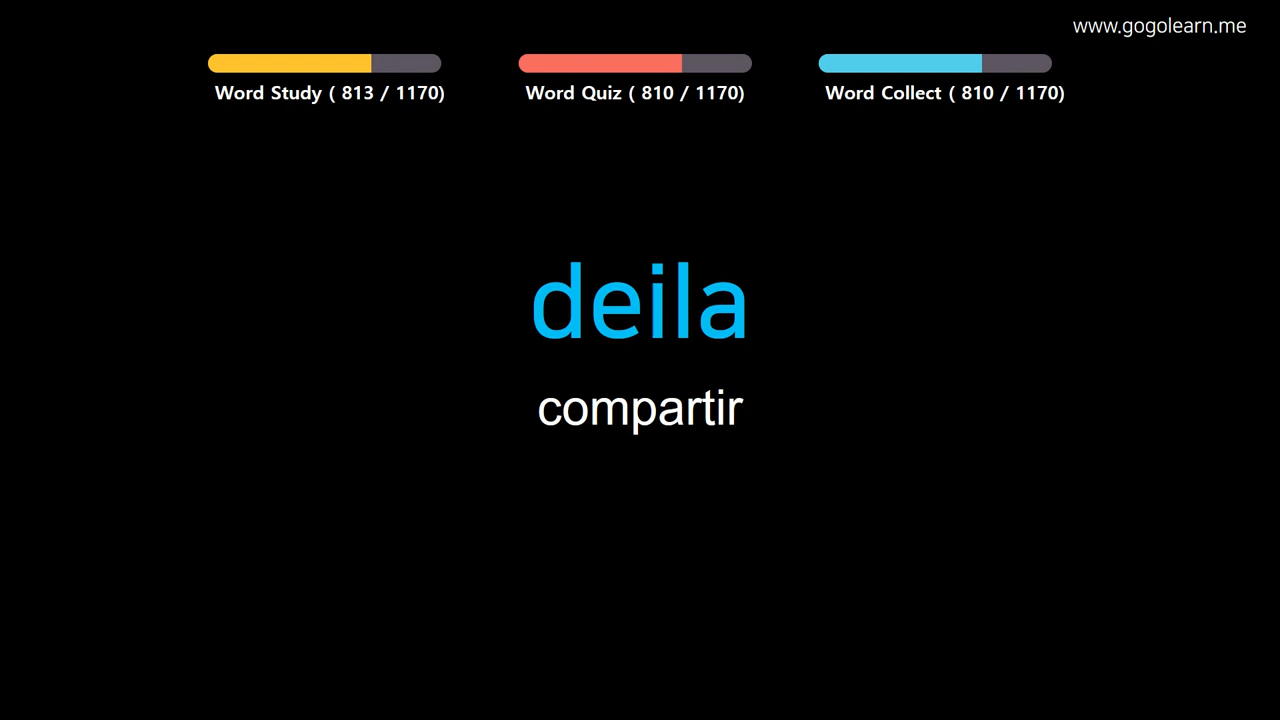 www.gogolearn.me
Word Study ( 813 / 1170)
Word Quiz ( 810 / 1170)
Word Collect ( 810 / 1170)
deila
compartir